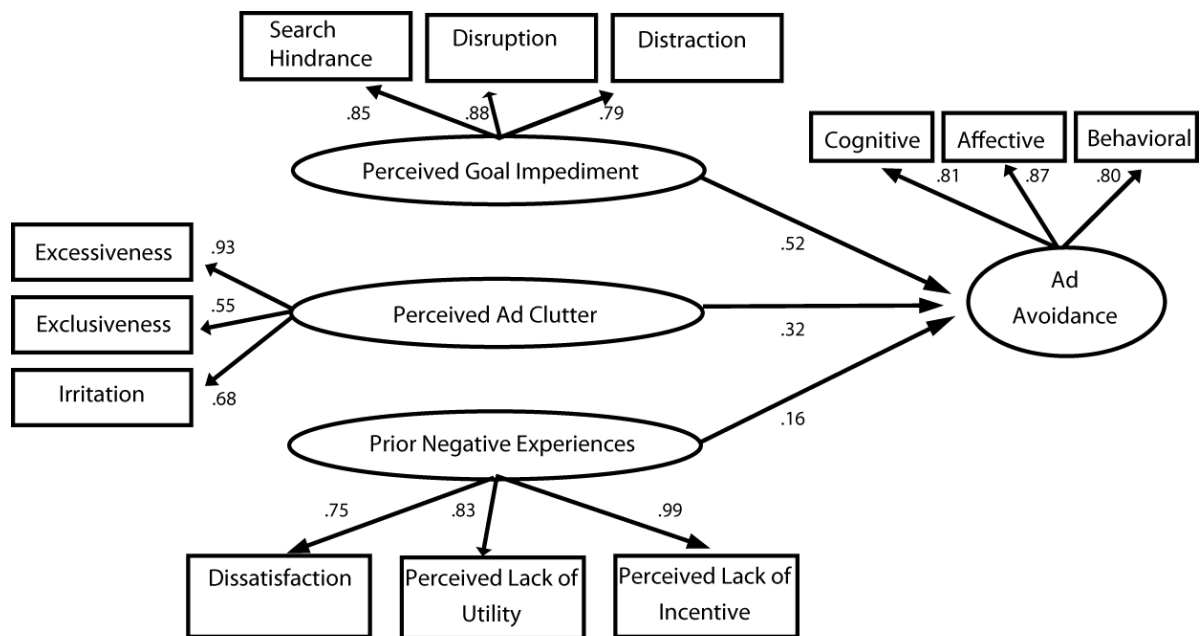 Search
Hindrance
Disruption
Distraction
.85
.88
.79
Perceived Goal Impediment
Cognitive
Affective
Behavioral
.81
.87
.80
.52
Excessiveness
.93
Exclusiveness
.55
Irritation
.68
Perceived Ad Clutter
.32
Ad
Avoidance
Prior Negative Experiences
.16
.75
.83
.99
Dissatisfaction
Perceived Lack of
Utility
Perceived Lack of
Incentive